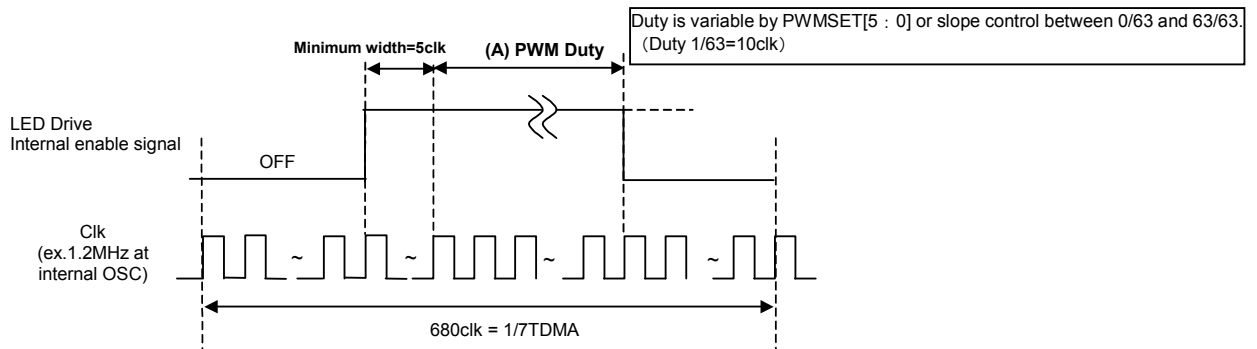 Duty is variable by PWMSET[5 : 0] or slope control between 0/63 and 63/63.
（Duty 1/63=10clk）
Minimum width=5clk
(A) PWM Duty
LED Drive
Internal enable signal
OFF
Clk
(ex.1.2MHz at
internal OSC)
~
~
~
~
680clk = 1/7TDMA